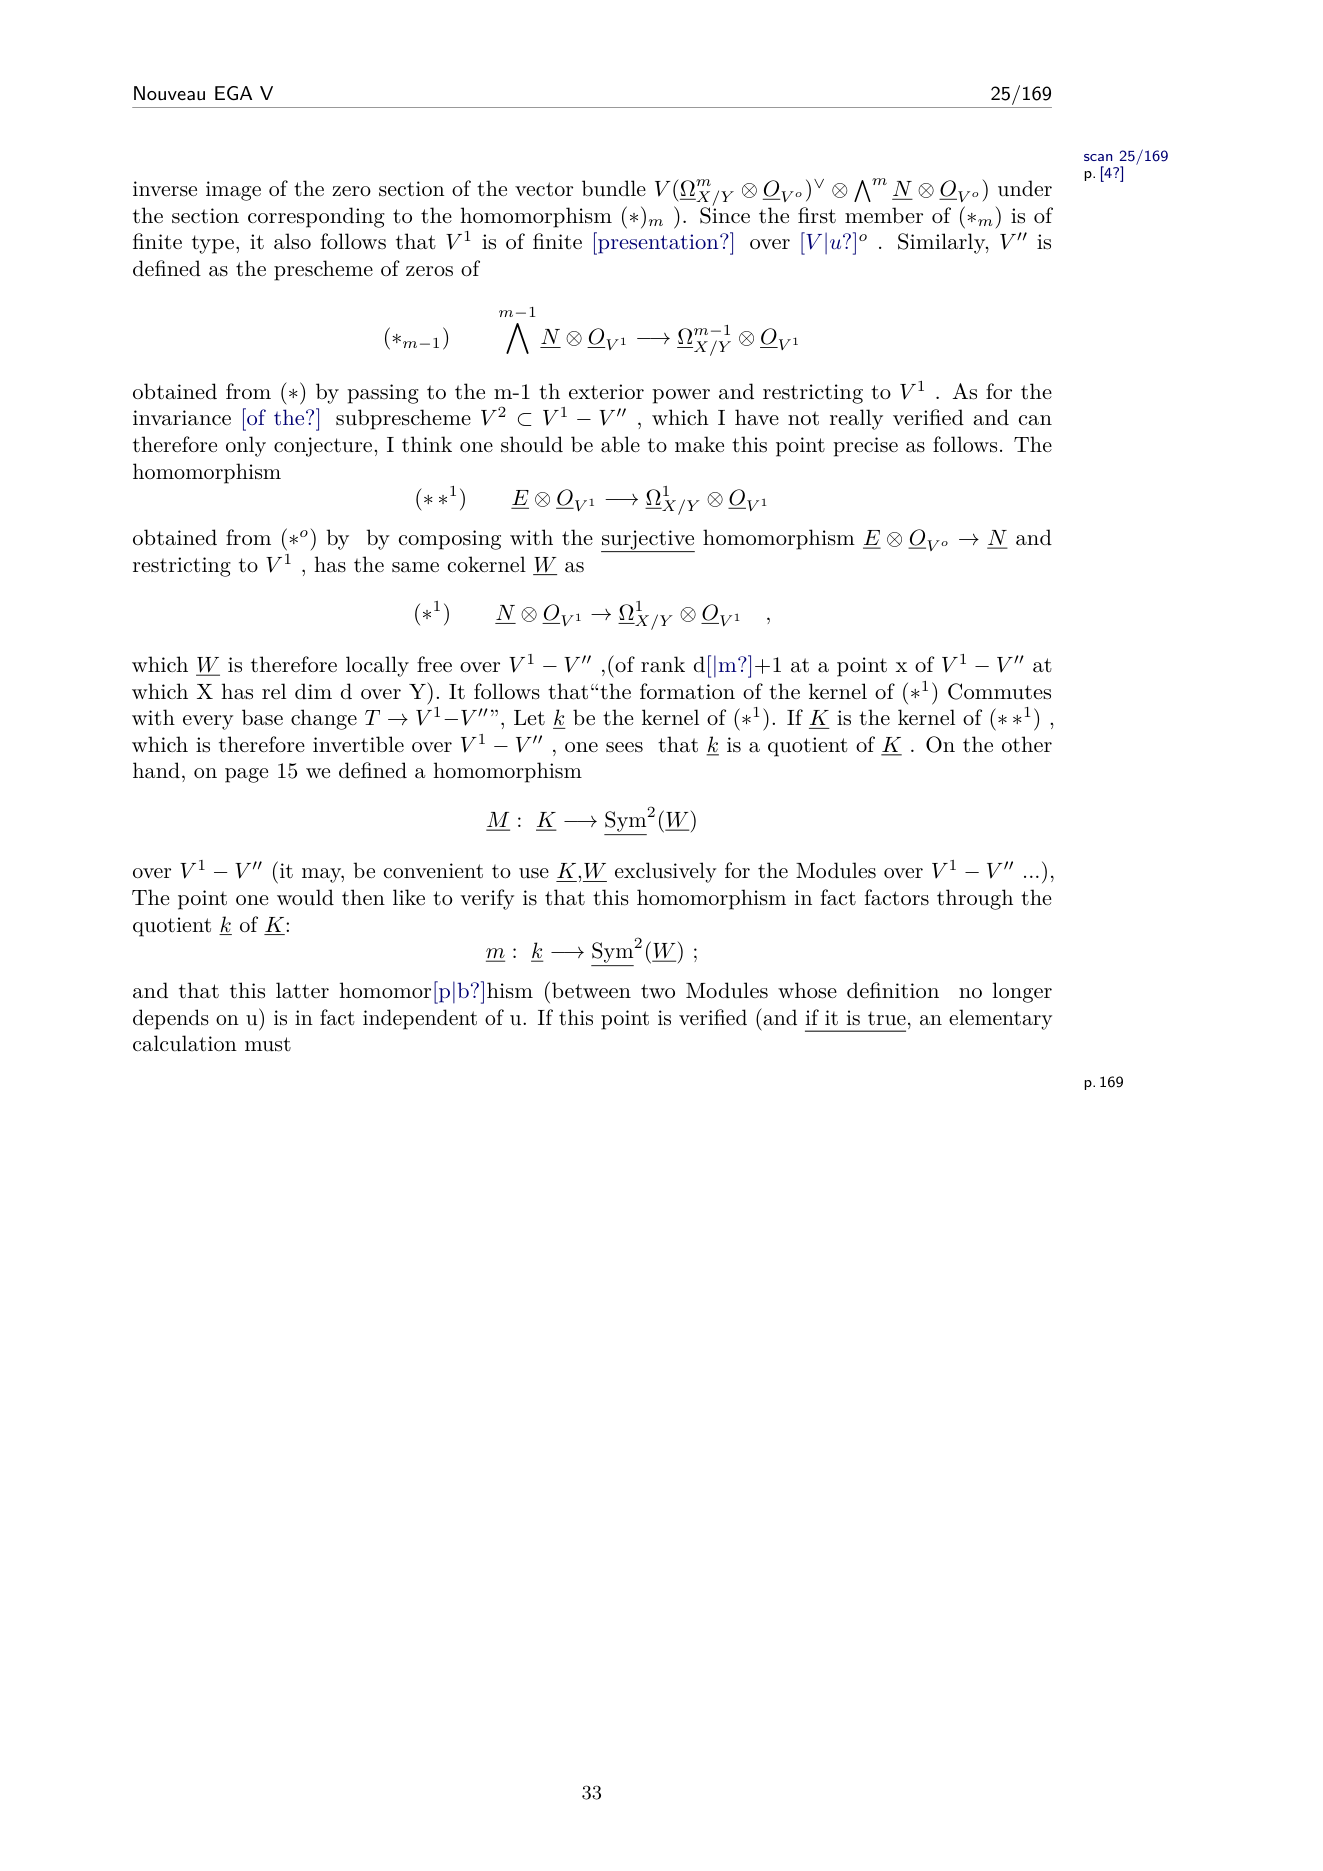 Nouveau EGA V 25/169
scan 25/169
p. [4?]
inverse image of the zero section of the vector bundle V(Ω^m_{X/Y} ⊗ O_{V^o})^∨ ⊗ ⋀^m N ⊗ O_{V^o}) under
the section corresponding to the homomorphism (∗)_m ). Since the first member of (∗_m) is of
finite type, it also follows that V^1 is of finite [presentation?] over [V|u?]^o . Similarly, V′′ is
defined as the prescheme of zeros of
(∗_{m−1}) ⋀^{m−1} N ⊗ O_{V^1} ⟶ Ω^{m−1}_{X/Y} ⊗ O_{V^1}
obtained from (∗) by passing to the m-1 th exterior power and restricting to V^1 . As for the
invariance [of the?] subprescheme V^2 ⊂ V^1 − V′′ , which I have not really verified and can
therefore only conjecture, I think one should be able to make this point precise as follows. The
homomorphism
(∗∗^1) E ⊗ O_{V^1} ⟶ Ω^1_{X/Y} ⊗ O_{V^1}
obtained from (∗^o) by by composing with the surjective homomorphism E ⊗ O_{V^o} → N and
restricting to V^1 , has the same cokernel W as
(∗^1) N ⊗ O_{V^1} → Ω^1_{X/Y} ⊗ O_{V^1} ,
which W is therefore locally free over V^1 − V′′ ,(of rank d[|m?]+1 at a point x of V^1 − V′′ at
which X has rel dim d over Y). It follows that“the formation of the kernel of (∗^1) Commutes
with every base change T → V^1−V′′”, Let k be the kernel of (∗^1). If K is the kernel of (∗∗^1) ,
which is therefore invertible over V^1 − V′′ , one sees that k is a quotient of K . On the other
hand, on page 15 we defined a homomorphism
M : K ⟶ Sym^2(W)
over V^1 − V′′ (it may, be convenient to use K,W exclusively for the Modules over V^1 − V′′ ...),
The point one would then like to verify is that this homomorphism in fact factors through the
quotient k of K:
m : k ⟶ Sym^2(W) ;
and that this latter homomor[p|b?]hism (between two Modules whose definition no longer
depends on u) is in fact independent of u. If this point is verified (and if it is true, an elementary
calculation must
p. 169
33